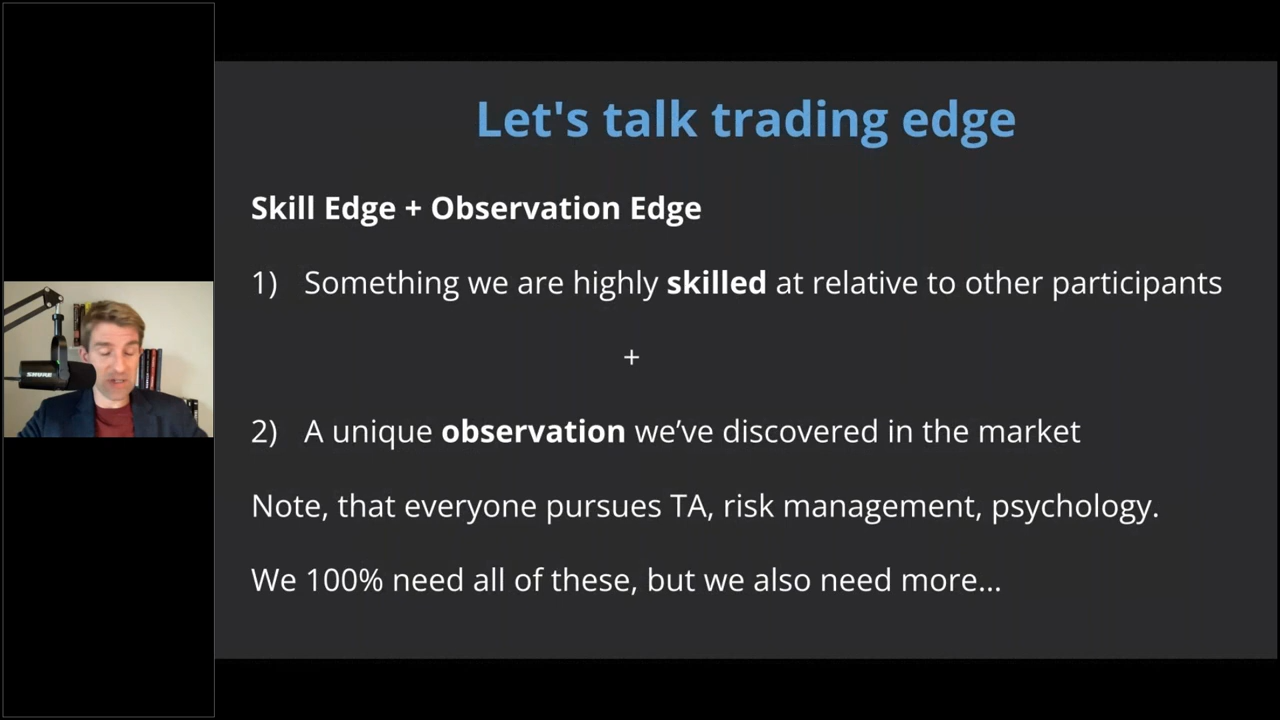 Let's talk trading edge
Skill Edge + Observation Edge
1) Something we are highly skilled at relative to other participants
+
2) A unique observation we’ve discovered in the market
Note, that everyone pursues TA, risk management, psychology.
We 100% need all of these, but we also need more...
SHURE